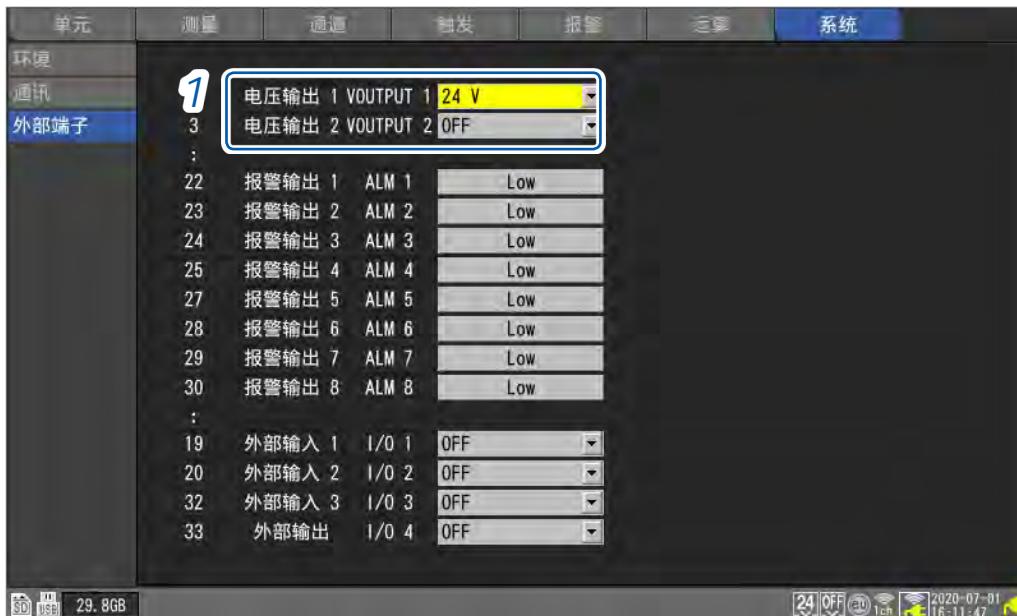 单元 测量 通道 触发 报警 运算 系统
环境
通讯
外部端子
1
电压输出 1 VOUTPUT 1 24 V
3 电压输出 2 VOUTPUT 2 OFF
:
22 报警输出 1 ALM 1 Low
23 报警输出 2 ALM 2 Low
24 报警输出 3 ALM 3 Low
25 报警输出 4 ALM 4 Low
27 报警输出 5 ALM 5 Low
28 报警输出 6 ALM 6 Low
29 报警输出 7 ALM 7 Low
30 报警输出 8 ALM 8 Low
:
19 外部输入 1 I/O 1 OFF
20 外部输入 2 I/O 2 OFF
32 外部输入 3 I/O 3 OFF
33 外部输出 I/O 4 OFF
SD USB 29.8GB 24 OFF 1ch 2020-07-01
16:11:47